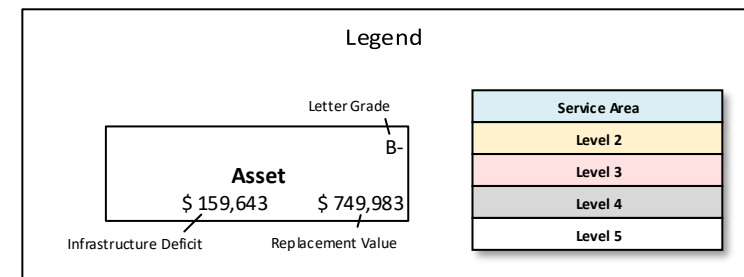 Legend
Letter Grade
B-
Asset
$ 159,643 $ 749,983
Infrastructure Deficit Replacement Value
Service Area
Level 2
Level 3
Level 4
Level 5